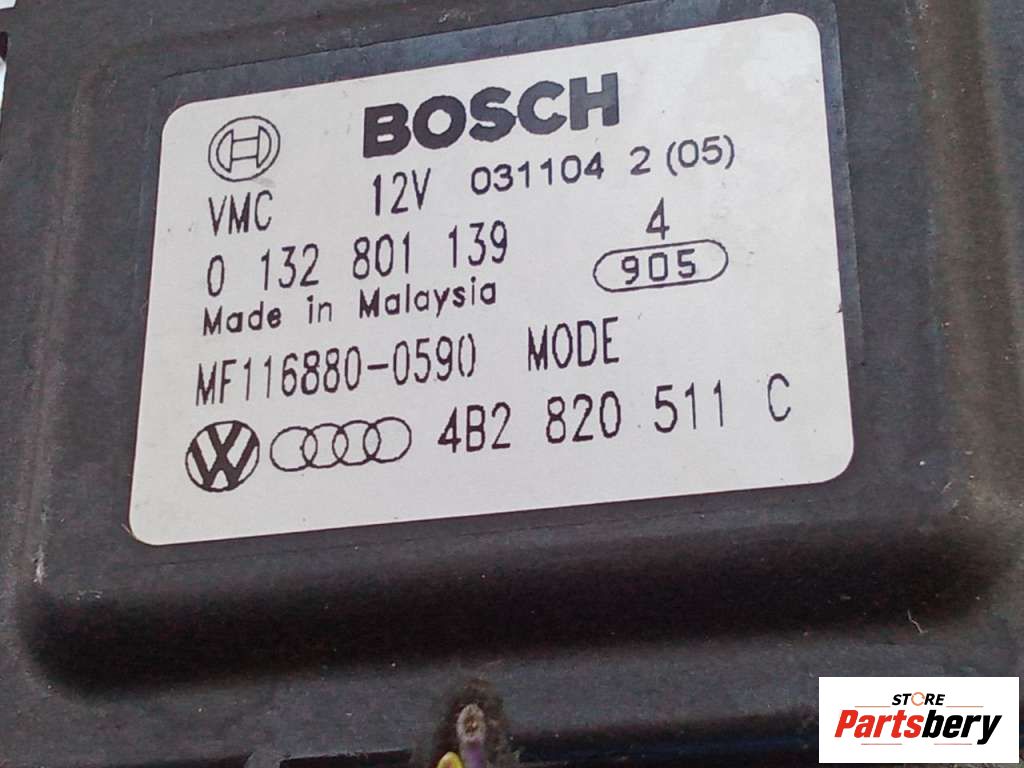 BOSCH
VMC 12V 031104 2 (05)
0 132 801 139 4
905
Made in Malaysia
MF116880-0590 MODE
4B2 820 511 C
STORE
Partsbery